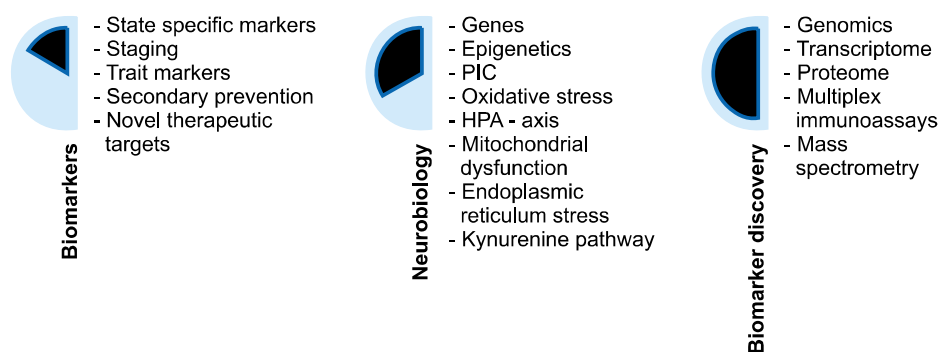 Biomarkers
- State specific markers
- Staging
- Trait markers
- Secondary prevention
- Novel therapeutic
targets
Neurobiology
- Genes
- Epigenetics
- PIC
- Oxidative stress
- HPA - axis
- Mitochondrial
dysfunction
- Endoplasmic
reticulum stress
- Kynurenine pathway
Biomarker discovery
- Genomics
- Transcriptome
- Proteome
- Multiplex
immunoassays
- Mass
spectrometry